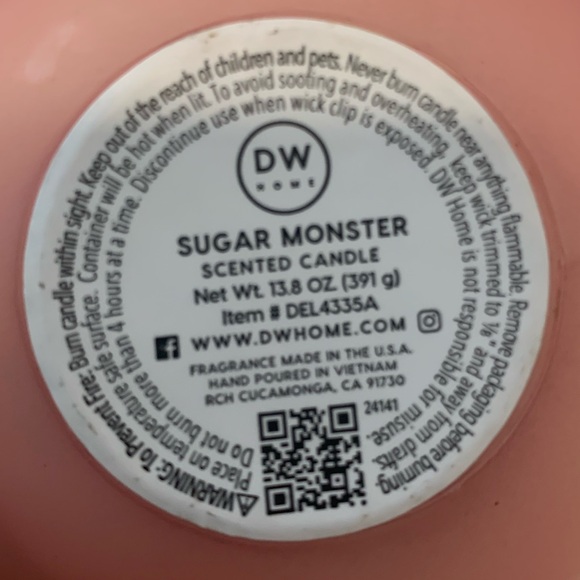 DW
HOME
SUGAR MONSTER
SCENTED CANDLE
Net Wt. 13.8 OZ. (391 g)
Item # DEL4335A
WWW.DWHOME.COM
FRAGRANCE MADE IN THE U.S.A.
HAND POURED IN VIETNAM
RCH CUCAMONGA, CA 91730
24141
WARNING: To Prevent Fire: Burn candle within sight. Keep out of the reach of children and pets. Never burn candle near anything flammable. Remove packaging before burning.
Place on temperature safe surface. Container will be hot when lit. To avoid sooting and overheating, keep wick trimmed to ⅛" and away from drafts.
Do not burn more than 4 hours at a time. Discontinue use when wick clip is exposed. DW Home is not responsible for misuse.